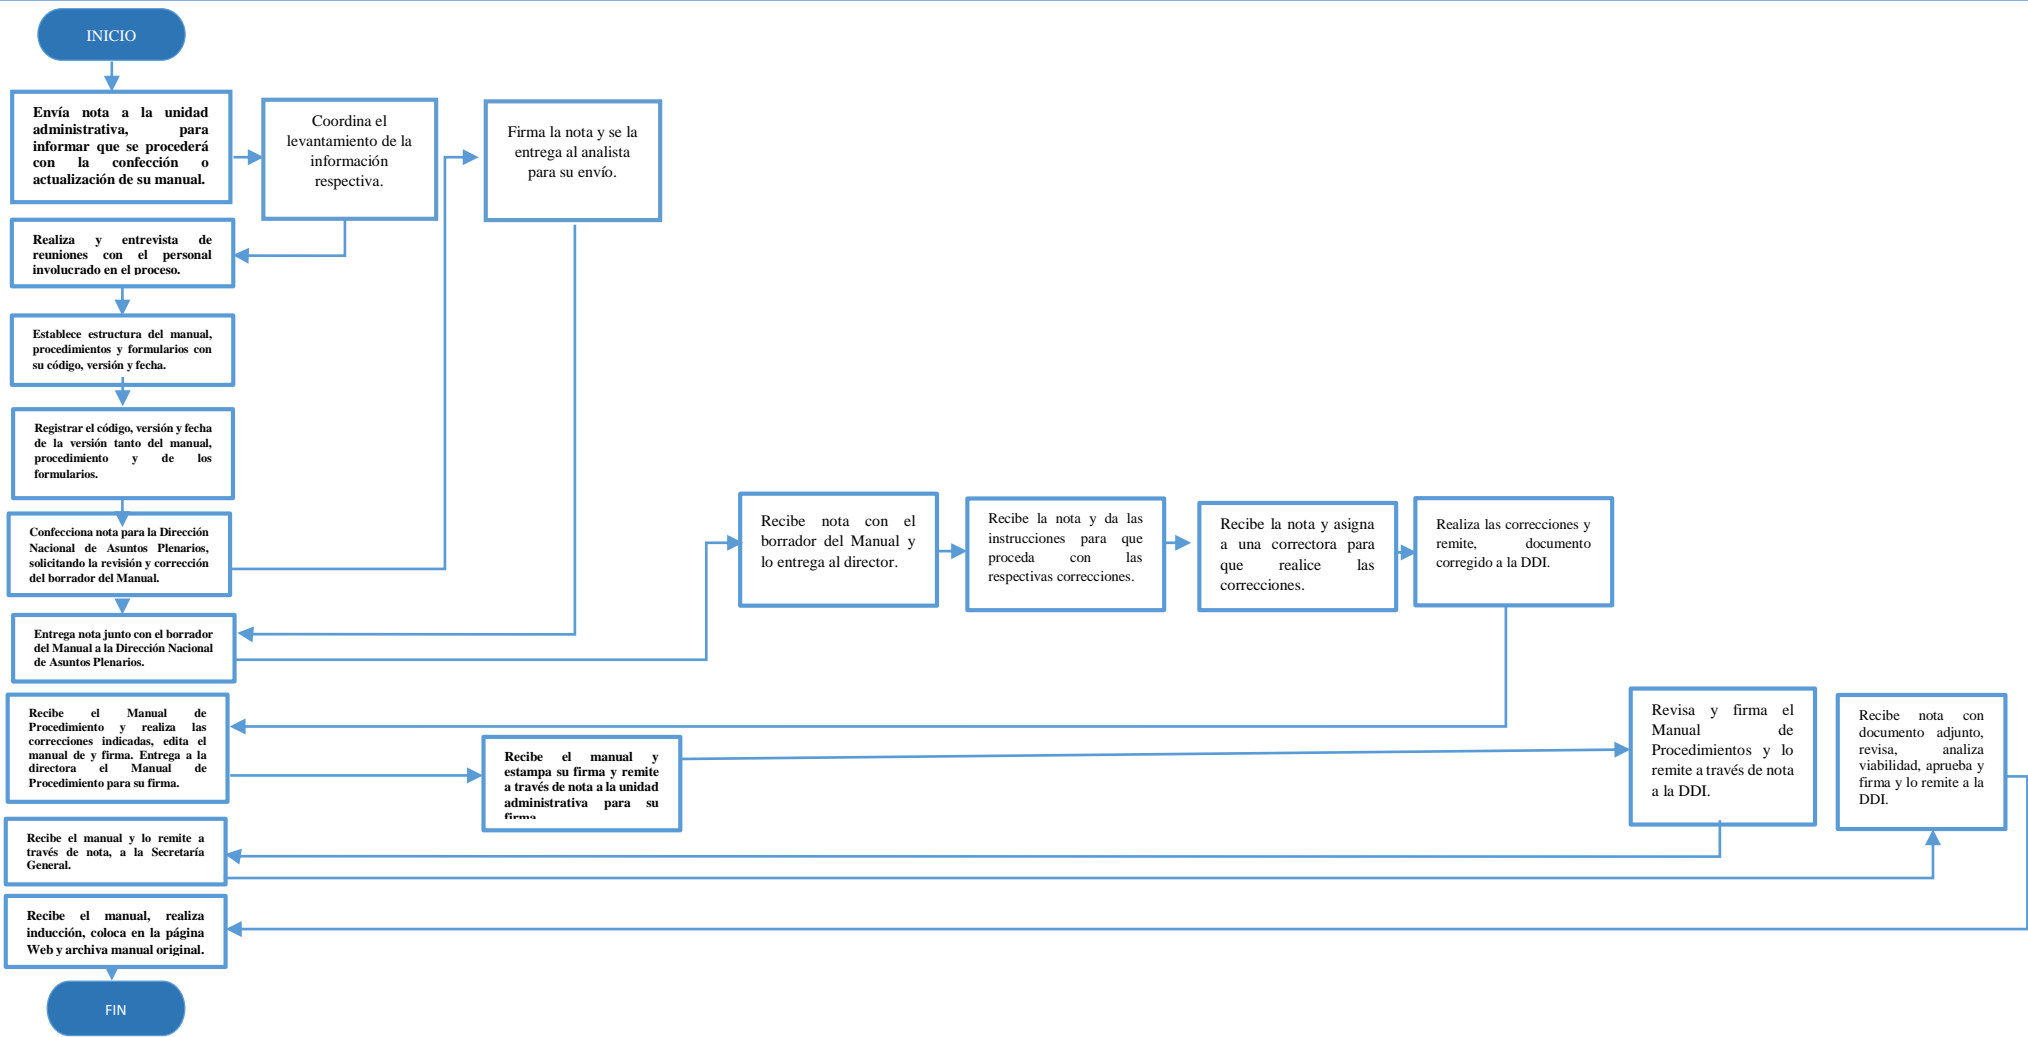 INICIO
Envía nota a la unidad
administrativa, para
informar que se procederá
con la confección o
actualización de su manual.
Coordina el
levantamiento de la
información
respectiva.
Firma la nota y se la
entrega al analista
para su envío.
Realiza y entrevista de
reuniones con el personal
involucrado en el proceso.
Establece estructura del manual,
procedimientos y formularios con
su código, versión y fecha.
Registrar el código, versión y fecha
de la versión tanto del manual,
procedimiento y de los
formularios.
Confecciona nota para la Dirección
Nacional de Asuntos Plenarios,
solicitando la revisión y corrección
del borrador del Manual.
Recibe nota con el
borrador del Manual y
lo entrega al director.
Recibe la nota y da las
instrucciones para que
proceda con las
respectivas correcciones.
Recibe la nota y asigna
a una correctora para
que realice las
correcciones.
Realiza las correcciones y
remite, documento
corregido a la DDI.
Entrega nota junto con el borrador
del Manual a la Dirección Nacional
de Asuntos Plenarios.
Recibe el Manual de
Procedimiento y realiza las
correcciones indicadas, edita el
manual de y firma. Entrega a la
directora el Manual de
Procedimiento para su firma.
Recibe el manual y
estampa su firma y remite
a través de nota a la unidad
administrativa para su
firma
Revisa y firma el
Manual de
Procedimientos y lo
remite a través de nota
a la DDI.
Recibe nota con
documento adjunto,
revisa, analiza
viabilidad, aprueba y
firma y lo remite a la
DDI.
Recibe el manual y lo remite a
través de nota, a la Secretaría
General.
Recibe el manual, realiza
inducción, coloca en la página
Web y archiva manual original.
FIN